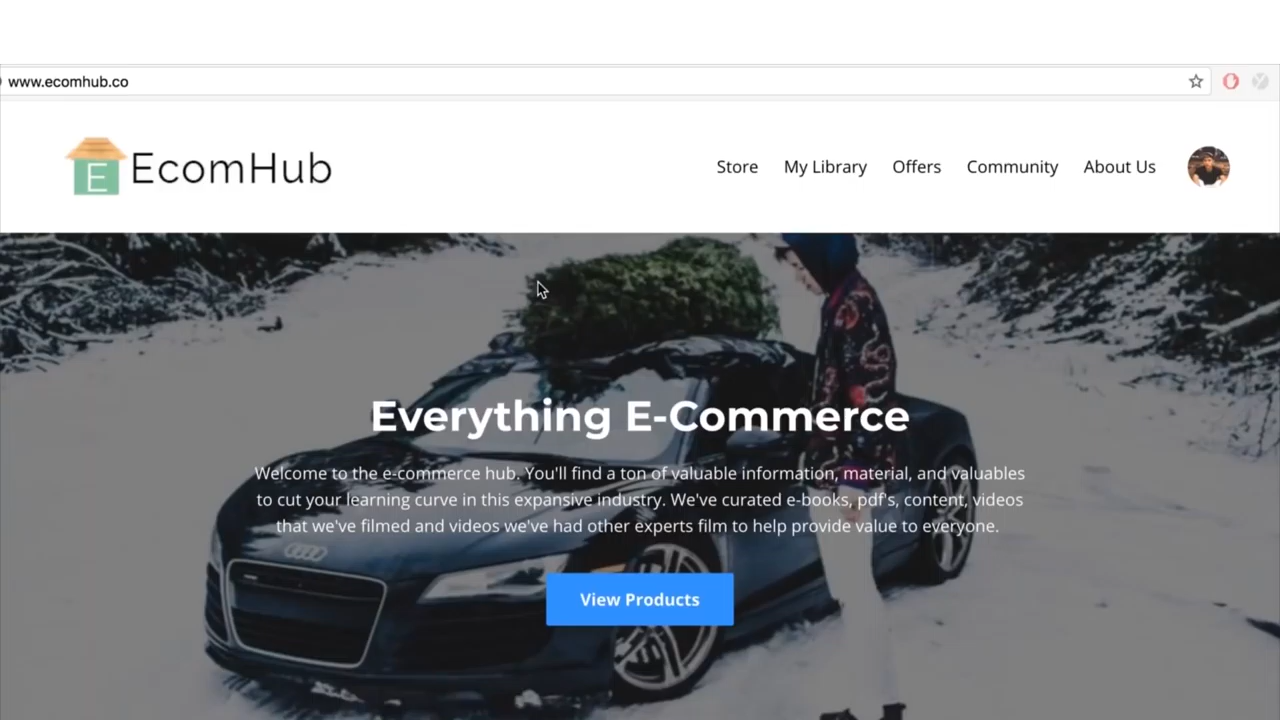 www.ecomhub.co
E EcomHub
Store My Library Offers Community About Us
Everything E-Commerce
Welcome to the e-commerce hub. You'll find a ton of valuable information, material, and valuables
to cut your learning curve in this expansive industry. We've curated e-books, pdf's, content, videos
that we've filmed and videos we've had other experts film to help provide value to everyone.
View Products